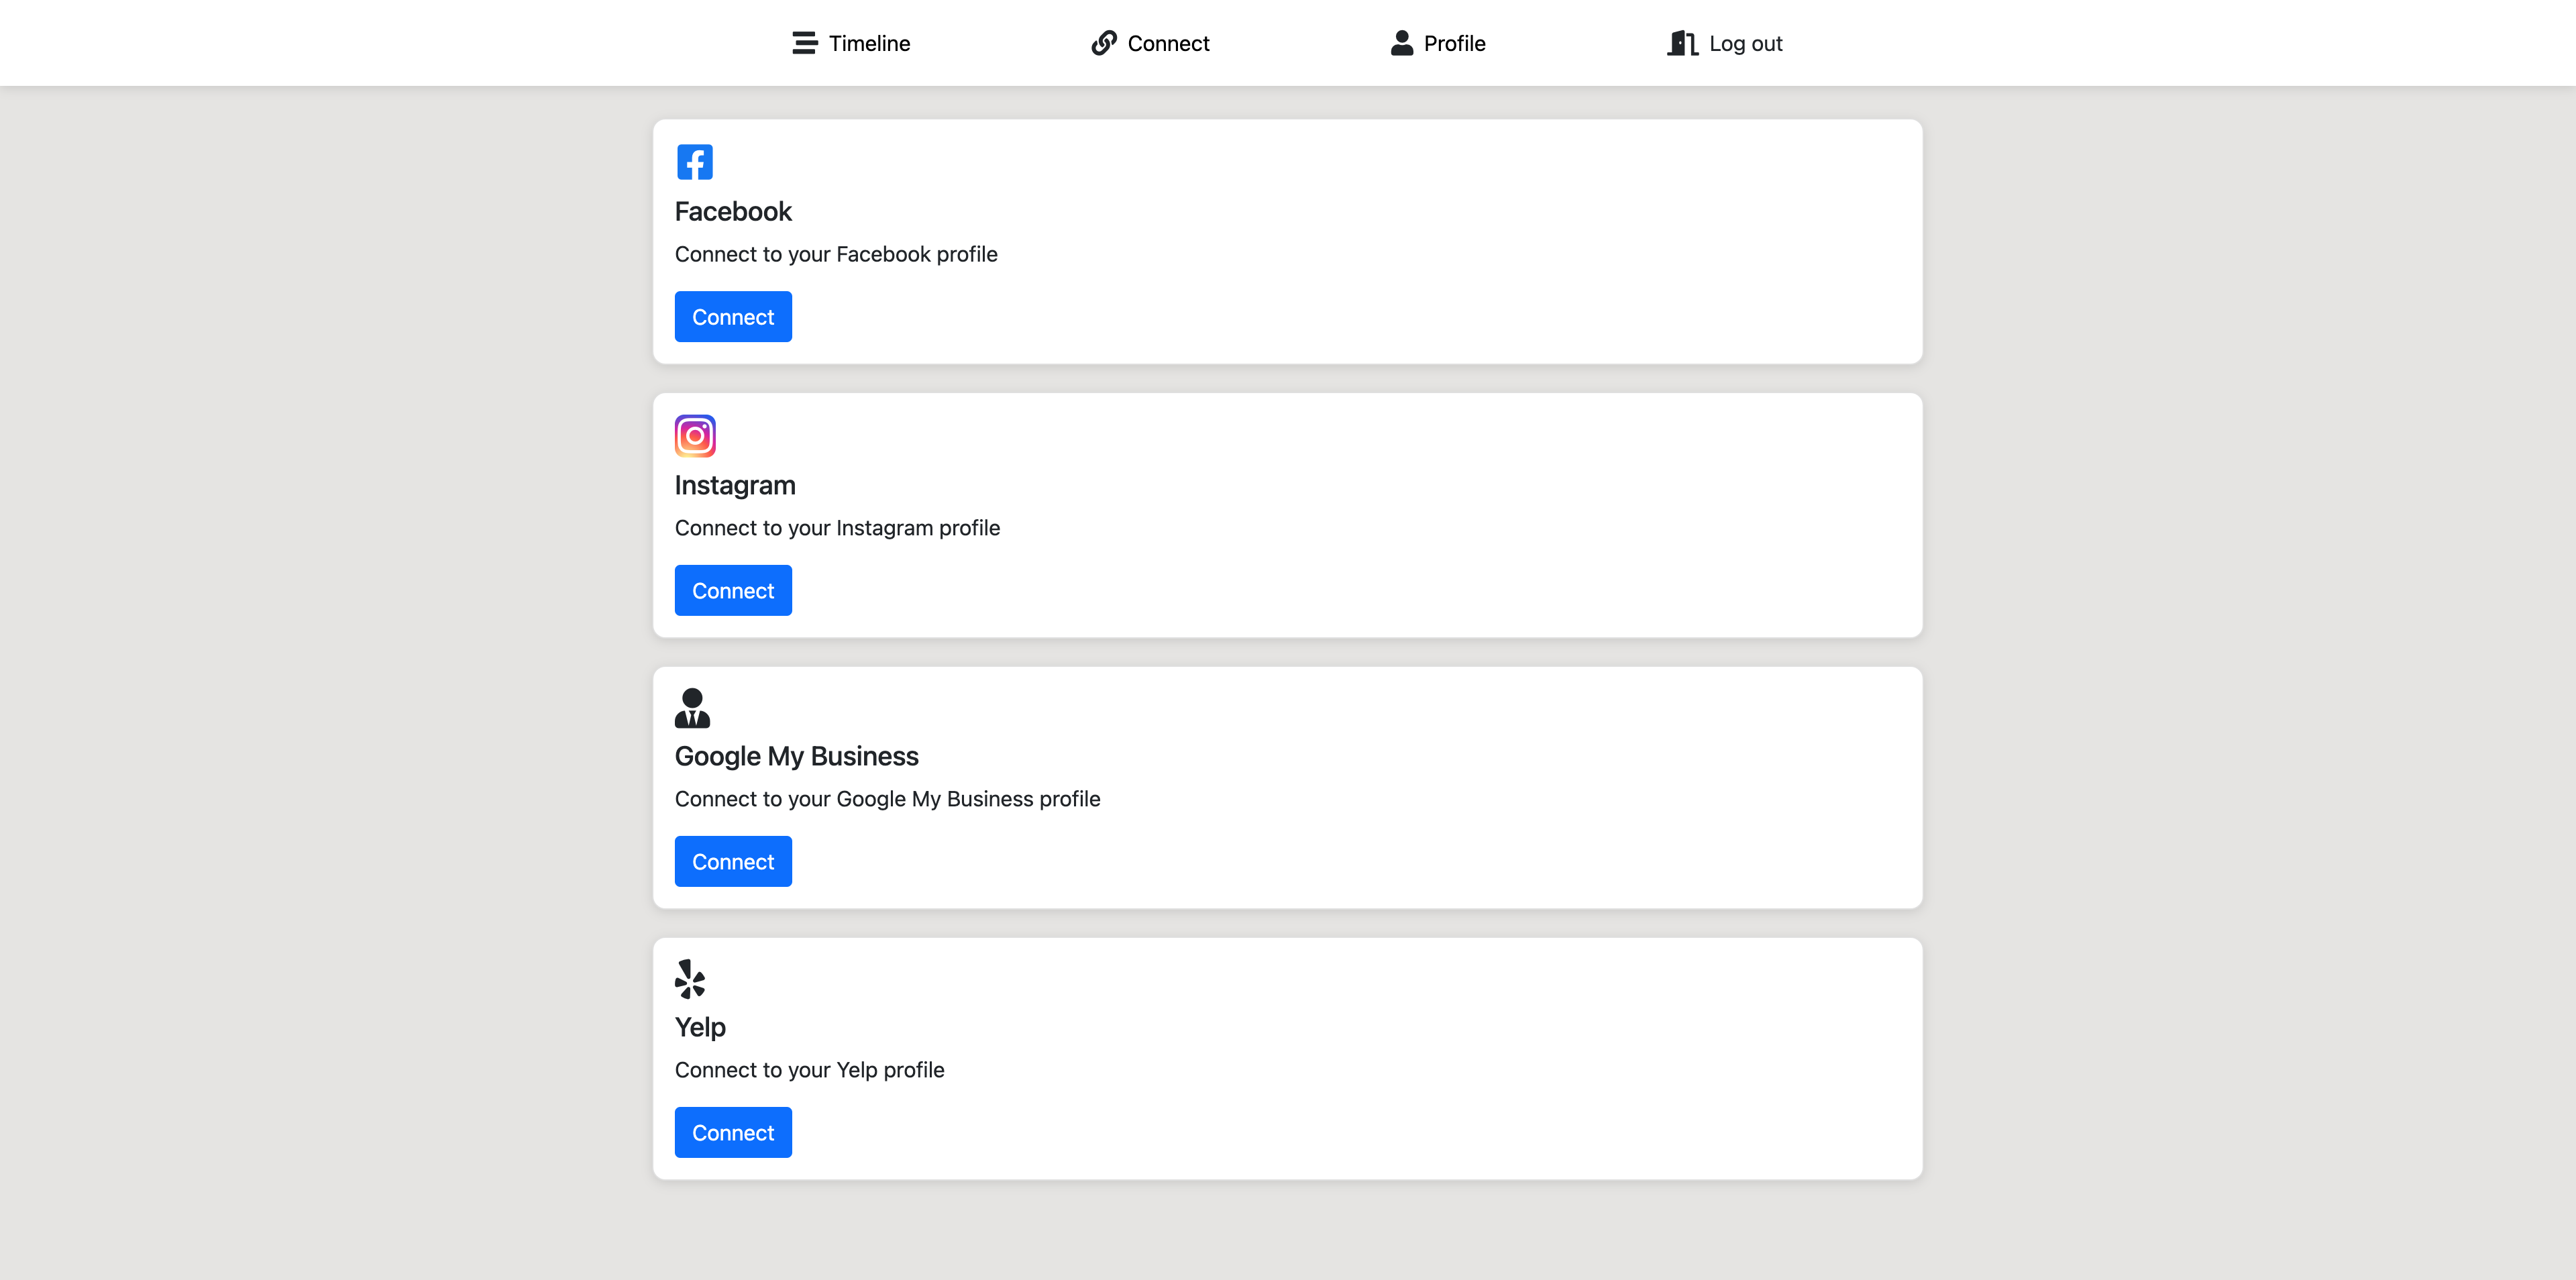 Timeline
Connect
Profile
Log out
Facebook
Connect to your Facebook profile
Connect
Instagram
Connect to your Instagram profile
Connect
Google My Business
Connect to your Google My Business profile
Connect
Yelp
Connect to your Yelp profile
Connect